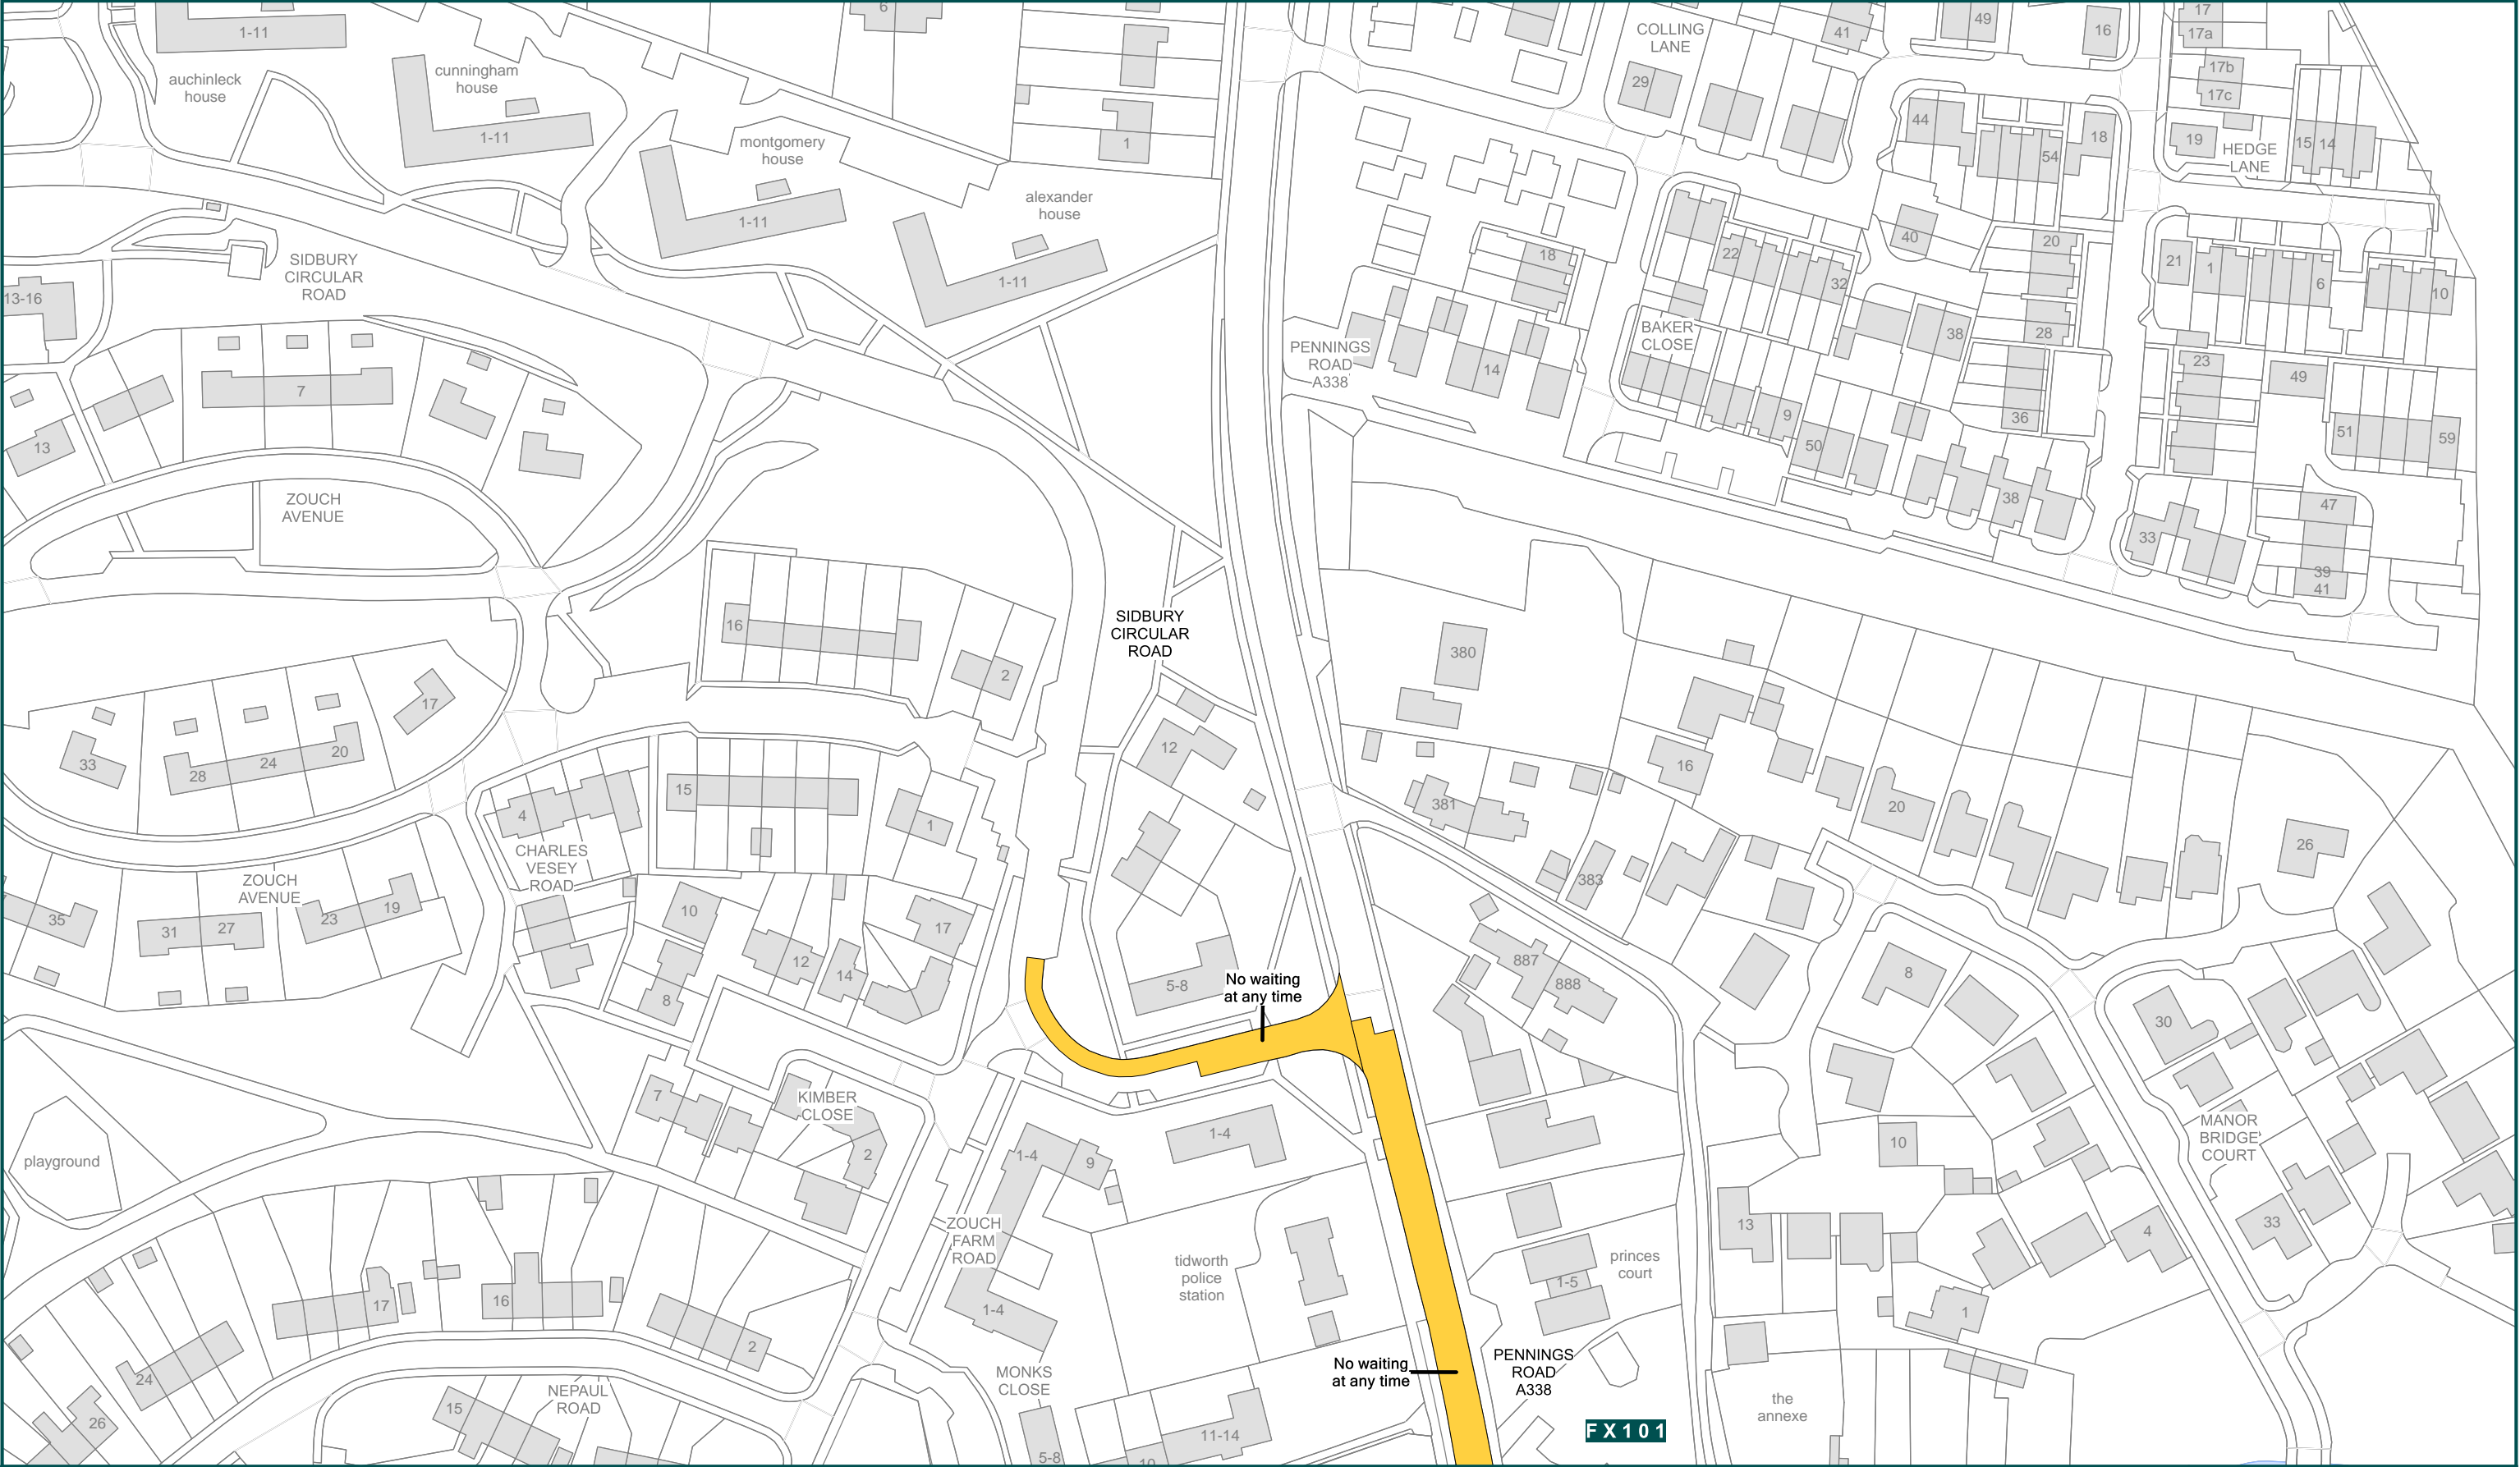 1-11
auchinleck
house
cunningham
house
1-11
montgomery
house
1-11
alexander
house
1-11
6
1
COLLING
LANE
29
41
49
16
17
17a
17b
17c
19
HEDGE
LANE
15
14
44
54
18
40
20
28
36
21
1
6
10
23
49
51
59
47
39
41
33
SIDBURY
CIRCULAR
ROAD
13-16
7
13
PENNINGS
ROAD
A338
18
14
BAKER
CLOSE
22
32
38
9
50
38
ZOUCH
AVENUE
16
2
SIDBURY
CIRCULAR
ROAD
380
16
381
383
20
26
12
17
33
28
24
20
4
15
1
CHARLES
VESEY
ROAD
ZOUCH
AVENUE
35
31
27
23
19
10
8
12
14
17
5-8
No waiting
at any time
887
888
8
30
7
KIMBER
CLOSE
2
1-4
9
1-4
playground
ZOUCH
FARM
ROAD
1-4
tidworth
police
station
princes
court
1-5
10
13
4
1
MANOR
BRIDGE
COURT
33
17
16
2
24
26
NEPAUL
ROAD
15
MONKS
CLOSE
5-8
10
11-14
No waiting
at any time
PENNINGS
ROAD
A338
FX101
the
annexe